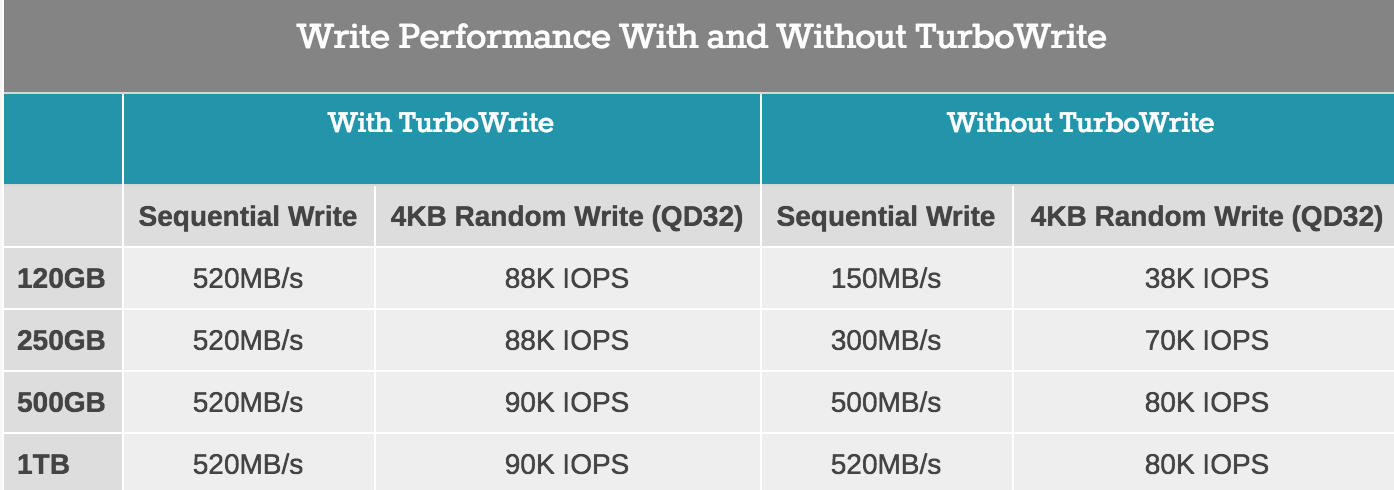 Write Performance With and Without TurboWrite
With TurboWrite Without TurboWrite
Sequential Write 4KB Random Write (QD32) Sequential Write 4KB Random Write (QD32)
120GB 520MB/s 88K IOPS 150MB/s 38K IOPS
250GB 520MB/s 88K IOPS 300MB/s 70K IOPS
500GB 520MB/s 90K IOPS 500MB/s 80K IOPS
1TB 520MB/s 90K IOPS 520MB/s 80K IOPS